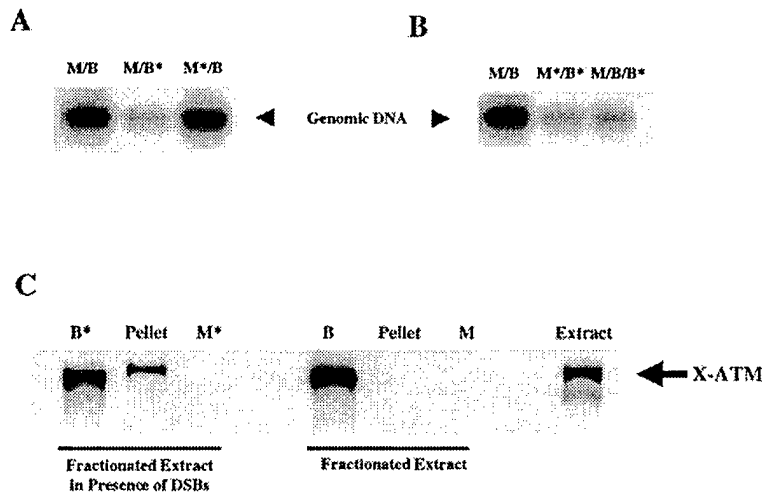 A
B
M/B M/B* M*/B
M/B M*/B* M/B/B*
Genomic DNA
C
B* Pellet M* B Pellet M Extract
X-ATM
Fractionated Extract
in Presence of DSBs
Fractionated Extract